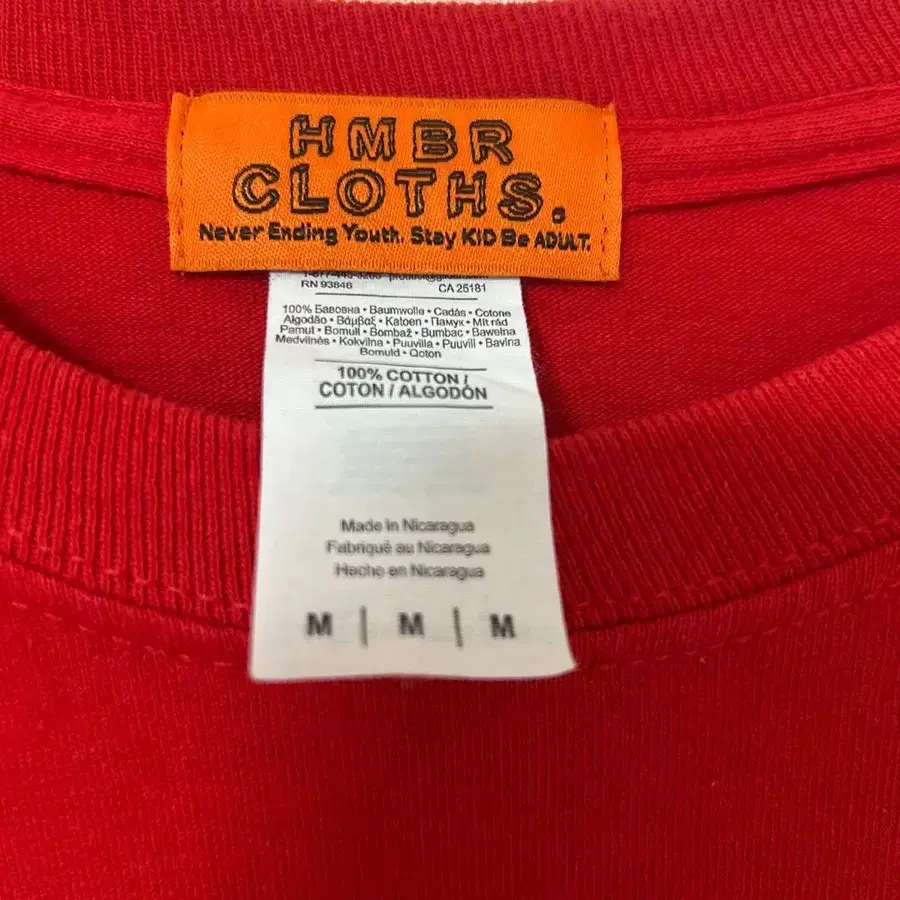 HMBR
CLOTHS.
Never Ending Youth. Stay KID Be ADULT.
RN 93846 CA 25181
100% Бавовна • Baumwolle • Cadás • Cotone
Algodão • Βάμβαξ • Katoen • Памук • Mit rád
Pamut • Bomull • Bombaž • Bumbac • Bawełna
Medvilnės • Kokvilna • Puuvilla • Puuvill • Bavlna
Bomuld • Qoton
100% COTTON /
COTON / ALGODÓN
Made in Nicaragua
Fabriqué au Nicaragua
Hecho en Nicaragua
M | M | M